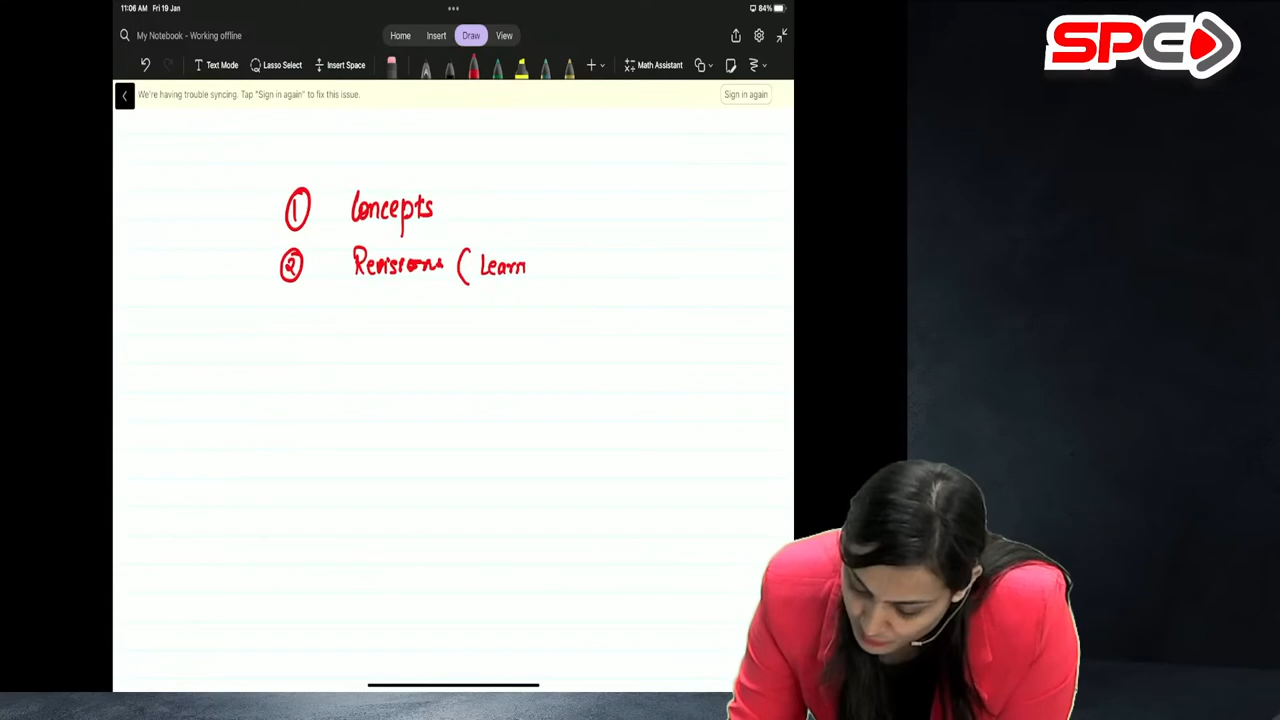 11:06 AM Fri 19 Jan
84%
My Notebook - Working offline
Home Insert Draw View
Text Mode Lasso Select Insert Space Math Assistant
We're having trouble syncing. Tap "Sign in again" to fix this issue.
Sign in again
SPE
① Concepts
② Revisions ( Learn